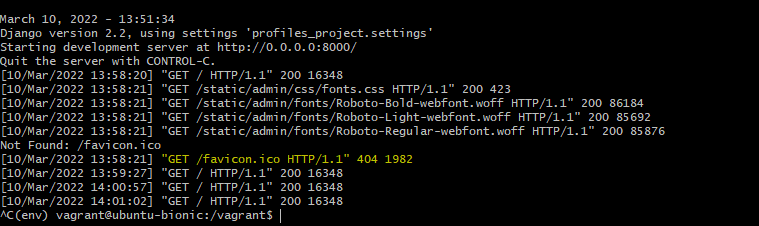 March 10, 2022 - 13:51:34
Django version 2.2, using settings 'profiles_project.settings'
Starting development server at http://0.0.0.0:8000/
Quit the server with CONTROL-C.
[10/Mar/2022 13:58:20] "GET / HTTP/1.1" 200 16348
[10/Mar/2022 13:58:21] "GET /static/admin/css/fonts.css HTTP/1.1" 200 423
[10/Mar/2022 13:58:21] "GET /static/admin/fonts/Roboto-Bold-webfont.woff HTTP/1.1" 200 86184
[10/Mar/2022 13:58:21] "GET /static/admin/fonts/Roboto-Light-webfont.woff HTTP/1.1" 200 85692
[10/Mar/2022 13:58:21] "GET /static/admin/fonts/Roboto-Regular-webfont.woff HTTP/1.1" 200 85876
Not Found: /favicon.ico
[10/Mar/2022 13:58:21] "GET /favicon.ico HTTP/1.1" 404 1982
[10/Mar/2022 13:59:27] "GET / HTTP/1.1" 200 16348
[10/Mar/2022 14:00:57] "GET / HTTP/1.1" 200 16348
[10/Mar/2022 14:01:02] "GET / HTTP/1.1" 200 16348
^C(env) vagrant@ubuntu-bionic:/vagrant$